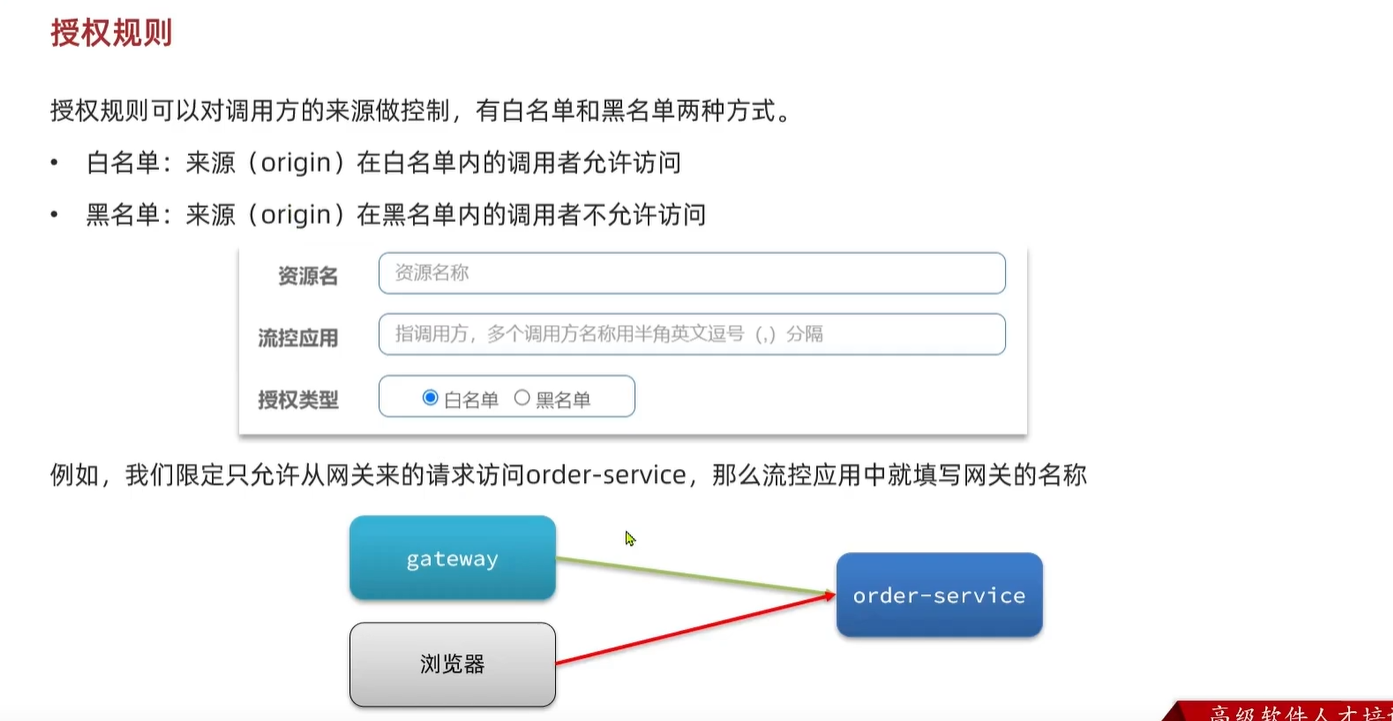 授权规则
授权规则可以对调用方的来源做控制，有白名单和黑名单两种方式。
• 白名单：来源（origin）在白名单内的调用者允许访问
• 黑名单：来源（origin）在黑名单内的调用者不允许访问
资源名 资源名称
流控应用 指调用方，多个调用方名称用半角英文逗号（,）分隔
授权类型 白名单 黑名单
例如，我们限定只允许从网关来的请求访问order-service，那么流控应用中就填写网关的名称
gateway
order-service
浏览器
高级软件人才培